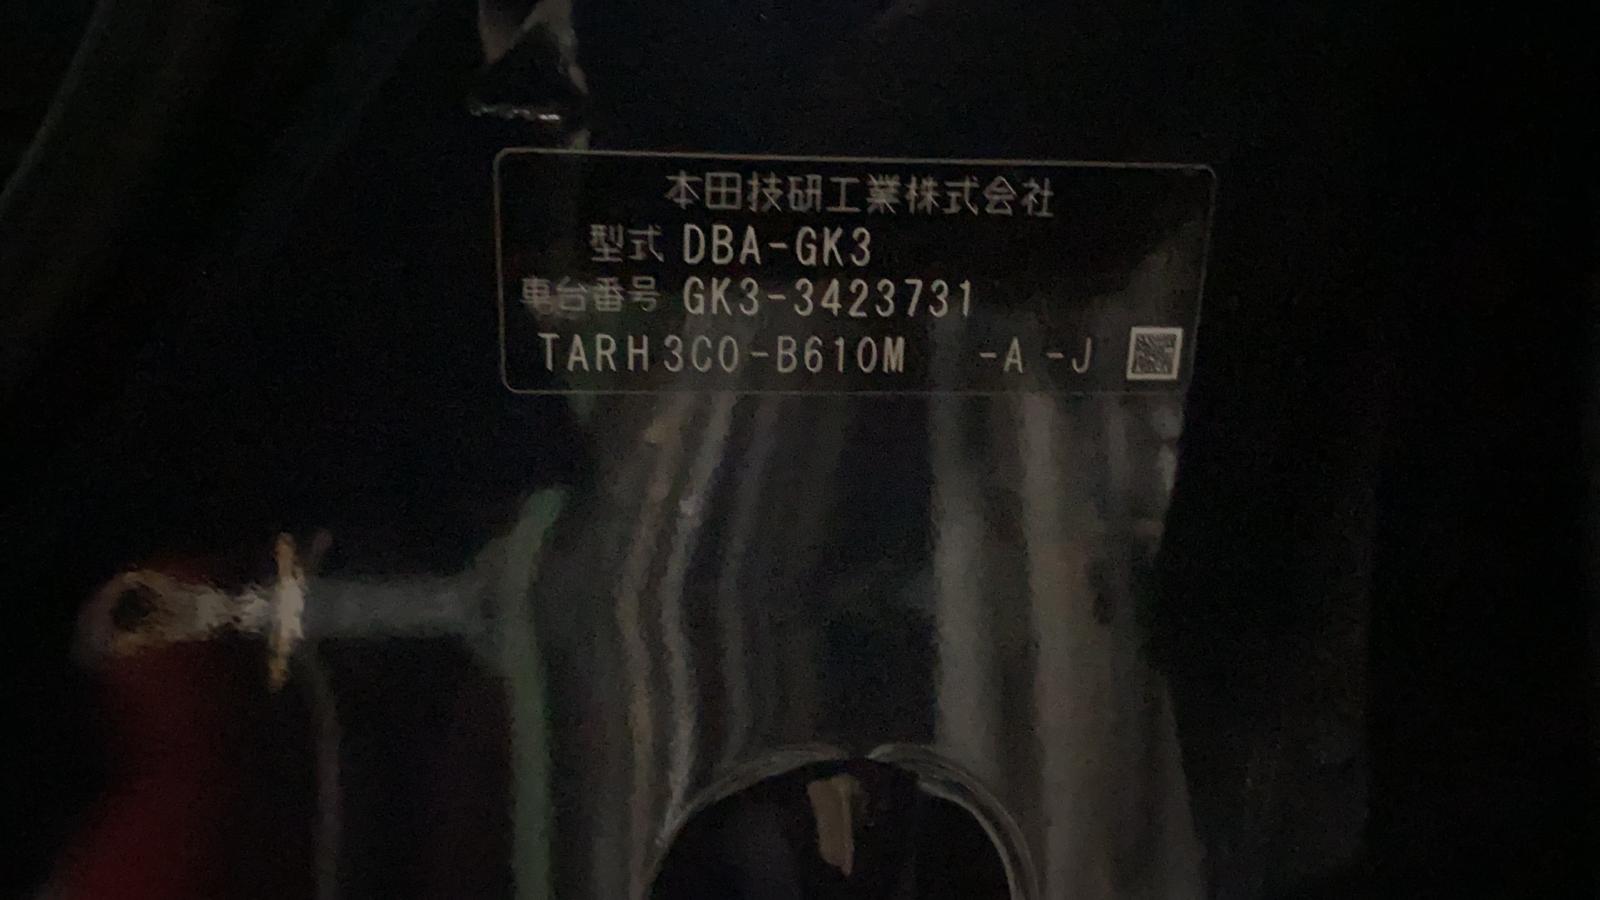 本田技研工業株式会社
型式 DBA-GK3
車台番号 GK3-3423731
TARH3C0-B610M -A -J